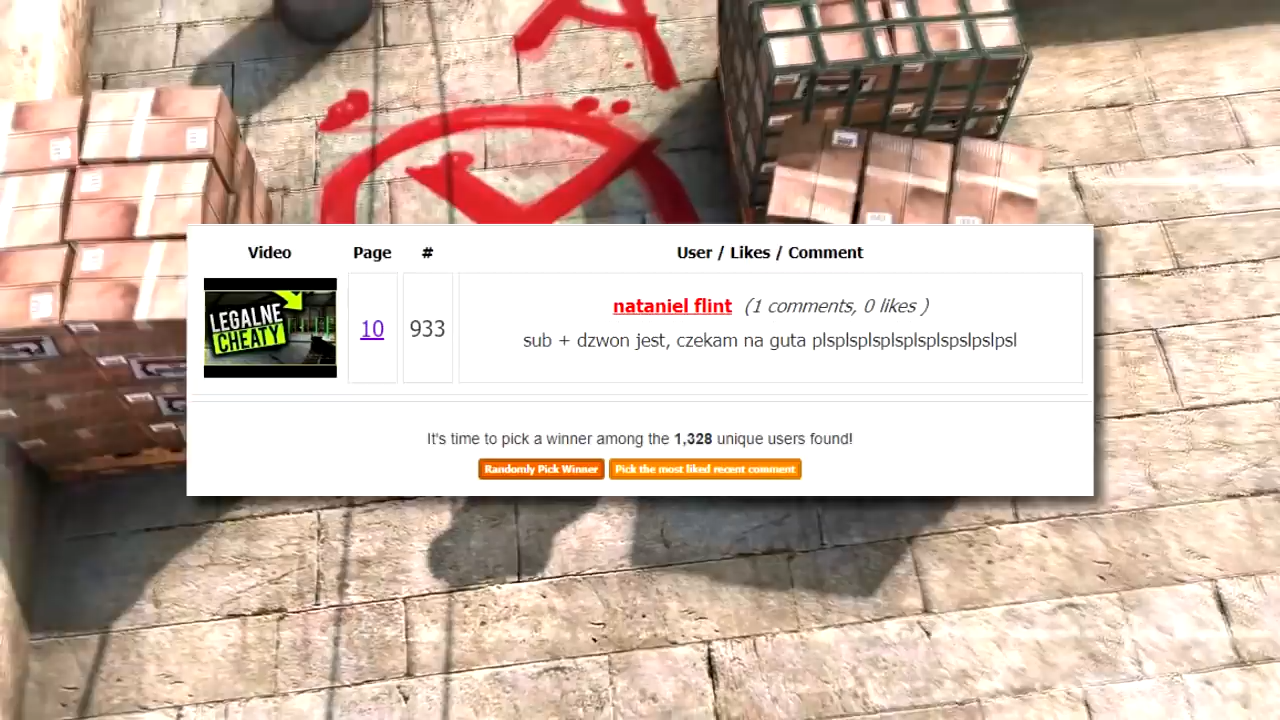 A
Video Page # User / Likes / Comment
LEGALNE
CHEATY
10
933
nataniel flint (1 comments, 0 likes )
sub + dzwon jest, czekam na guta plsplsplsplsplsplspslpslpsl
It's time to pick a winner among the 1,328 unique users found!
Randomly Pick Winner Pick the most liked recent comment